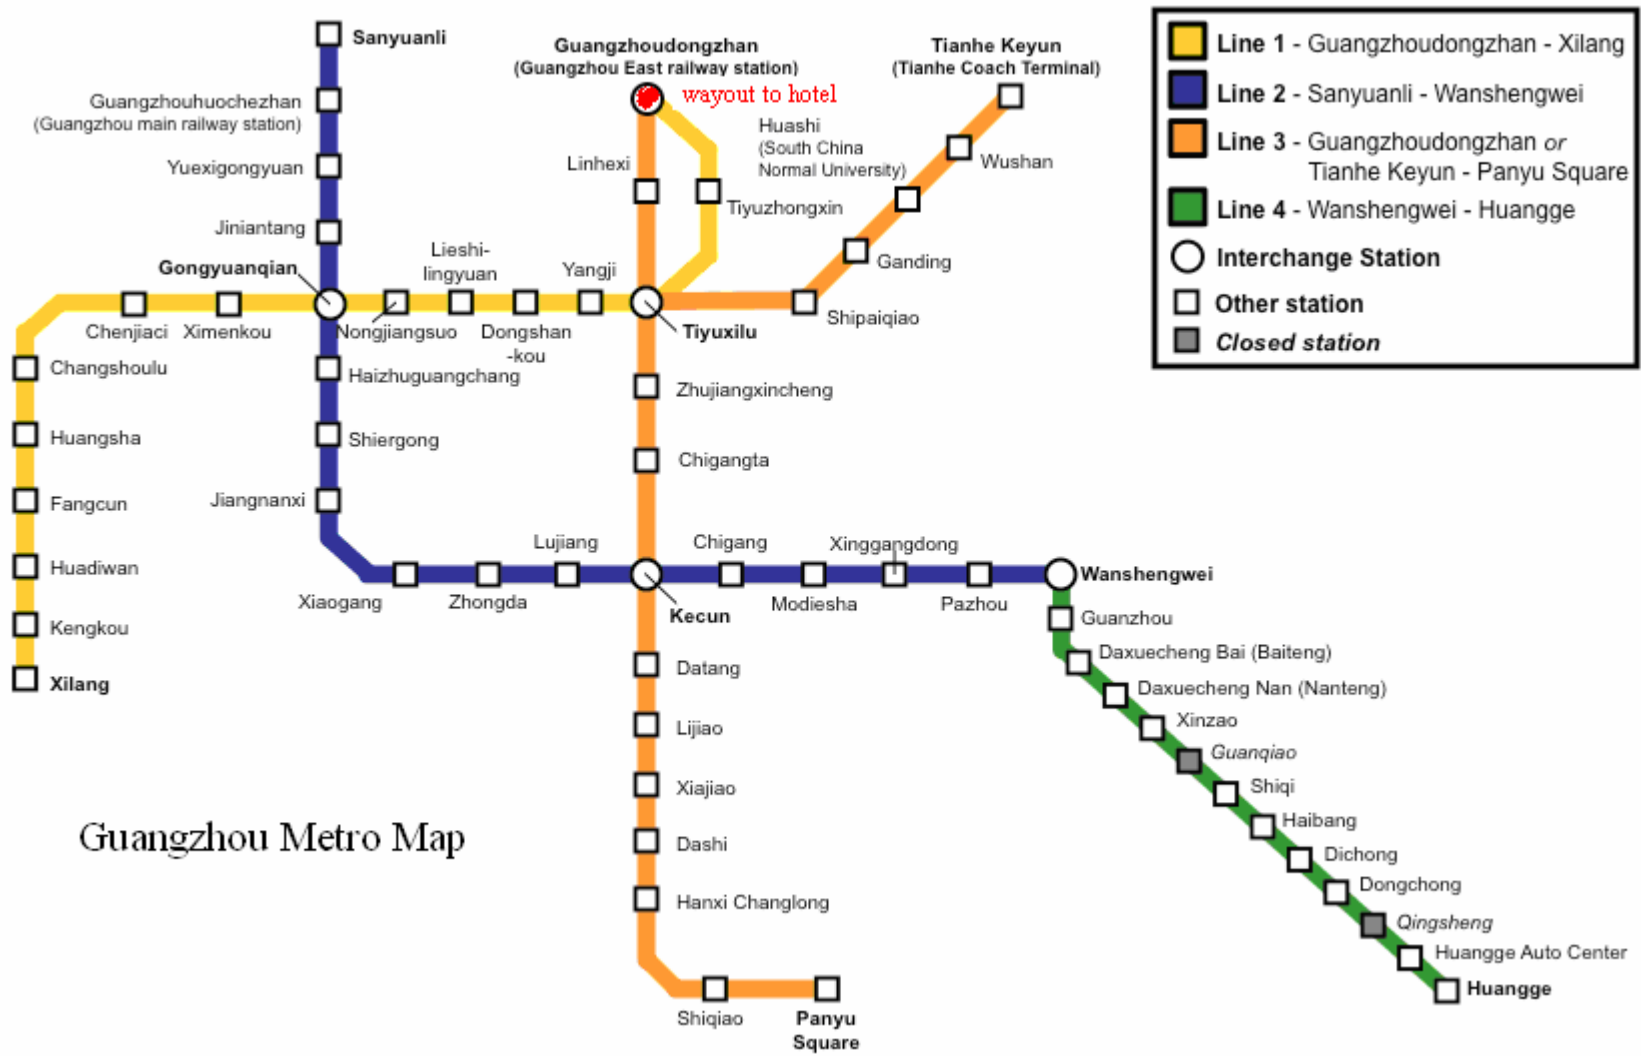 Sanyuanli
Guangzhouhuochezhan
(Guangzhou main railway station)
Yuexigongyuan
Jiniantang
Gongyuanqian
Guangzhoudongzhan
(Guangzhou East railway station)
wayout to hotel
Tianhe Keyun
(Tianhe Coach Terminal)
Huashi
(South China
Normal University)
Wushan
Linhexi
Tiyuzhongxin
Ganding
Shipaiqiao
Lieshi-
lingyuan
Yangji
Chenjiaci
Ximenkou
Nongjiangsuo
Dongshan
-kou
Tiyuxilu
Changshoulu
Huangsha
Fangcun
Huadiwan
Kengkou
Xilang
Haizhuguangchang
Shiergong
Jiangnanxi
Zhujiangxincheng
Chigangta
Xiaogang
Zhongda
Lujiang
Kecun
Chigang
Modiesha
Xinggangdong
Pazhou
Wanshengwei
Guanzhou
Daxuecheng Bai (Baiteng)
Daxuecheng Nan (Nanteng)
Xinzao
Guanqiao
Shiqi
Haibang
Dichong
Dongchong
Qingsheng
Huangge Auto Center
Huangge
Datang
Lijiao
Xiajiao
Dashi
Hanxi Changlong
Shiqiao
Panyu
Square
Guangzhou Metro Map
Line 1 - Guangzhoudongzhan - Xilang
Line 2 - Sanyuanli - Wanshengwei
Line 3 - Guangzhoudongzhan or
Tianhe Keyun - Panyu Square
Line 4 - Wanshengwei - Huangge
Interchange Station
Other station
Closed station